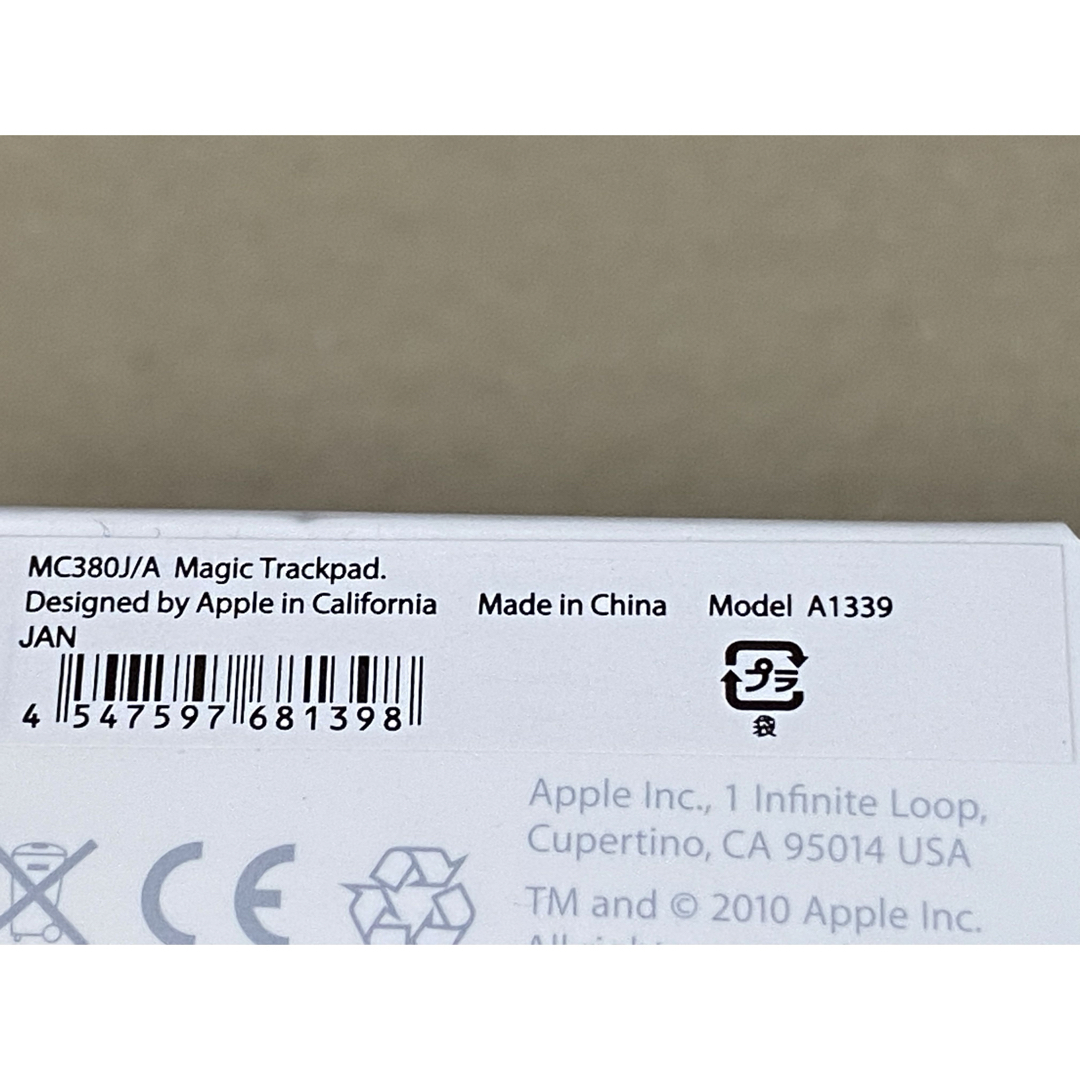 MC380J/A Magic Trackpad.
Designed by Apple in California Made in China Model A1339
JAN
4 547597 681398
プラ
袋
CE
Apple Inc., 1 Infinite Loop,
Cupertino, CA 95014 USA
TM and © 2010 Apple Inc.